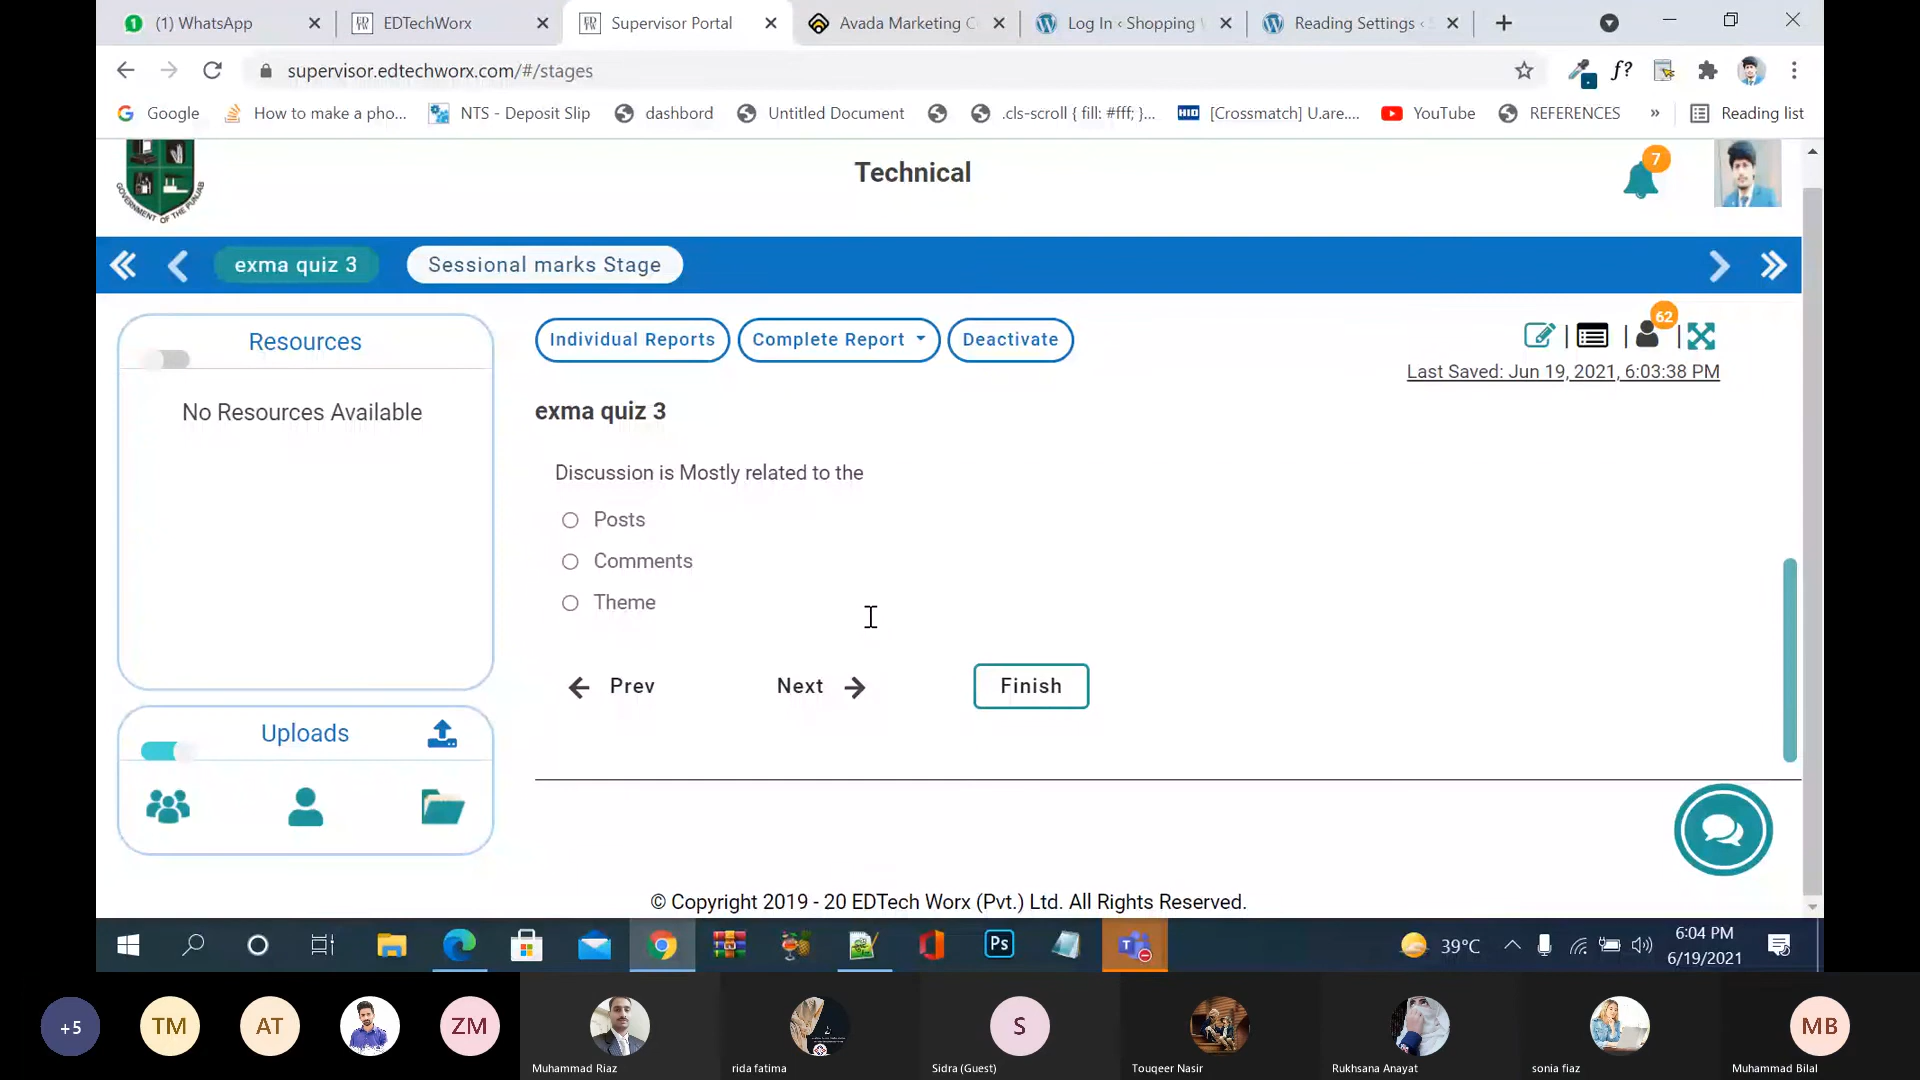 (1) WhatsApp
EDTechWorx
Supervisor Portal
Avada Marketing C
Log In ‹ Shopping
Reading Settings ‹
supervisor.edtechworx.com/#/stages
f?
Google
How to make a pho...
NTS - Deposit Slip
dashbord
Untitled Document
.cls-scroll { fill: #fff; }...
HID
[Crossmatch] U.are....
YouTube
REFERENCES
»
Reading list
GOVERNMENT OF THE PUNJAB
Technical
7
exma quiz 3
Sessional marks Stage
Resources
No Resources Available
Uploads
Individual Reports
Complete Report
Deactivate
62
Last Saved: Jun 19, 2021, 6:03:38 PM
exma quiz 3
Discussion is Mostly related to the
Posts
Comments
Theme
Prev
Next
Finish
© Copyright 2019 - 20 EDTech Worx (Pvt.) Ltd. All Rights Reserved.
Ps
39°C
6:04 PM
6/19/2021
+5
TM
AT
ZM
S
MB
Muhammad Riaz
rida fatima
Sidra (Guest)
Touqeer Nasir
Rukhsana Anayat
sonia fiaz
Muhammad Bilal